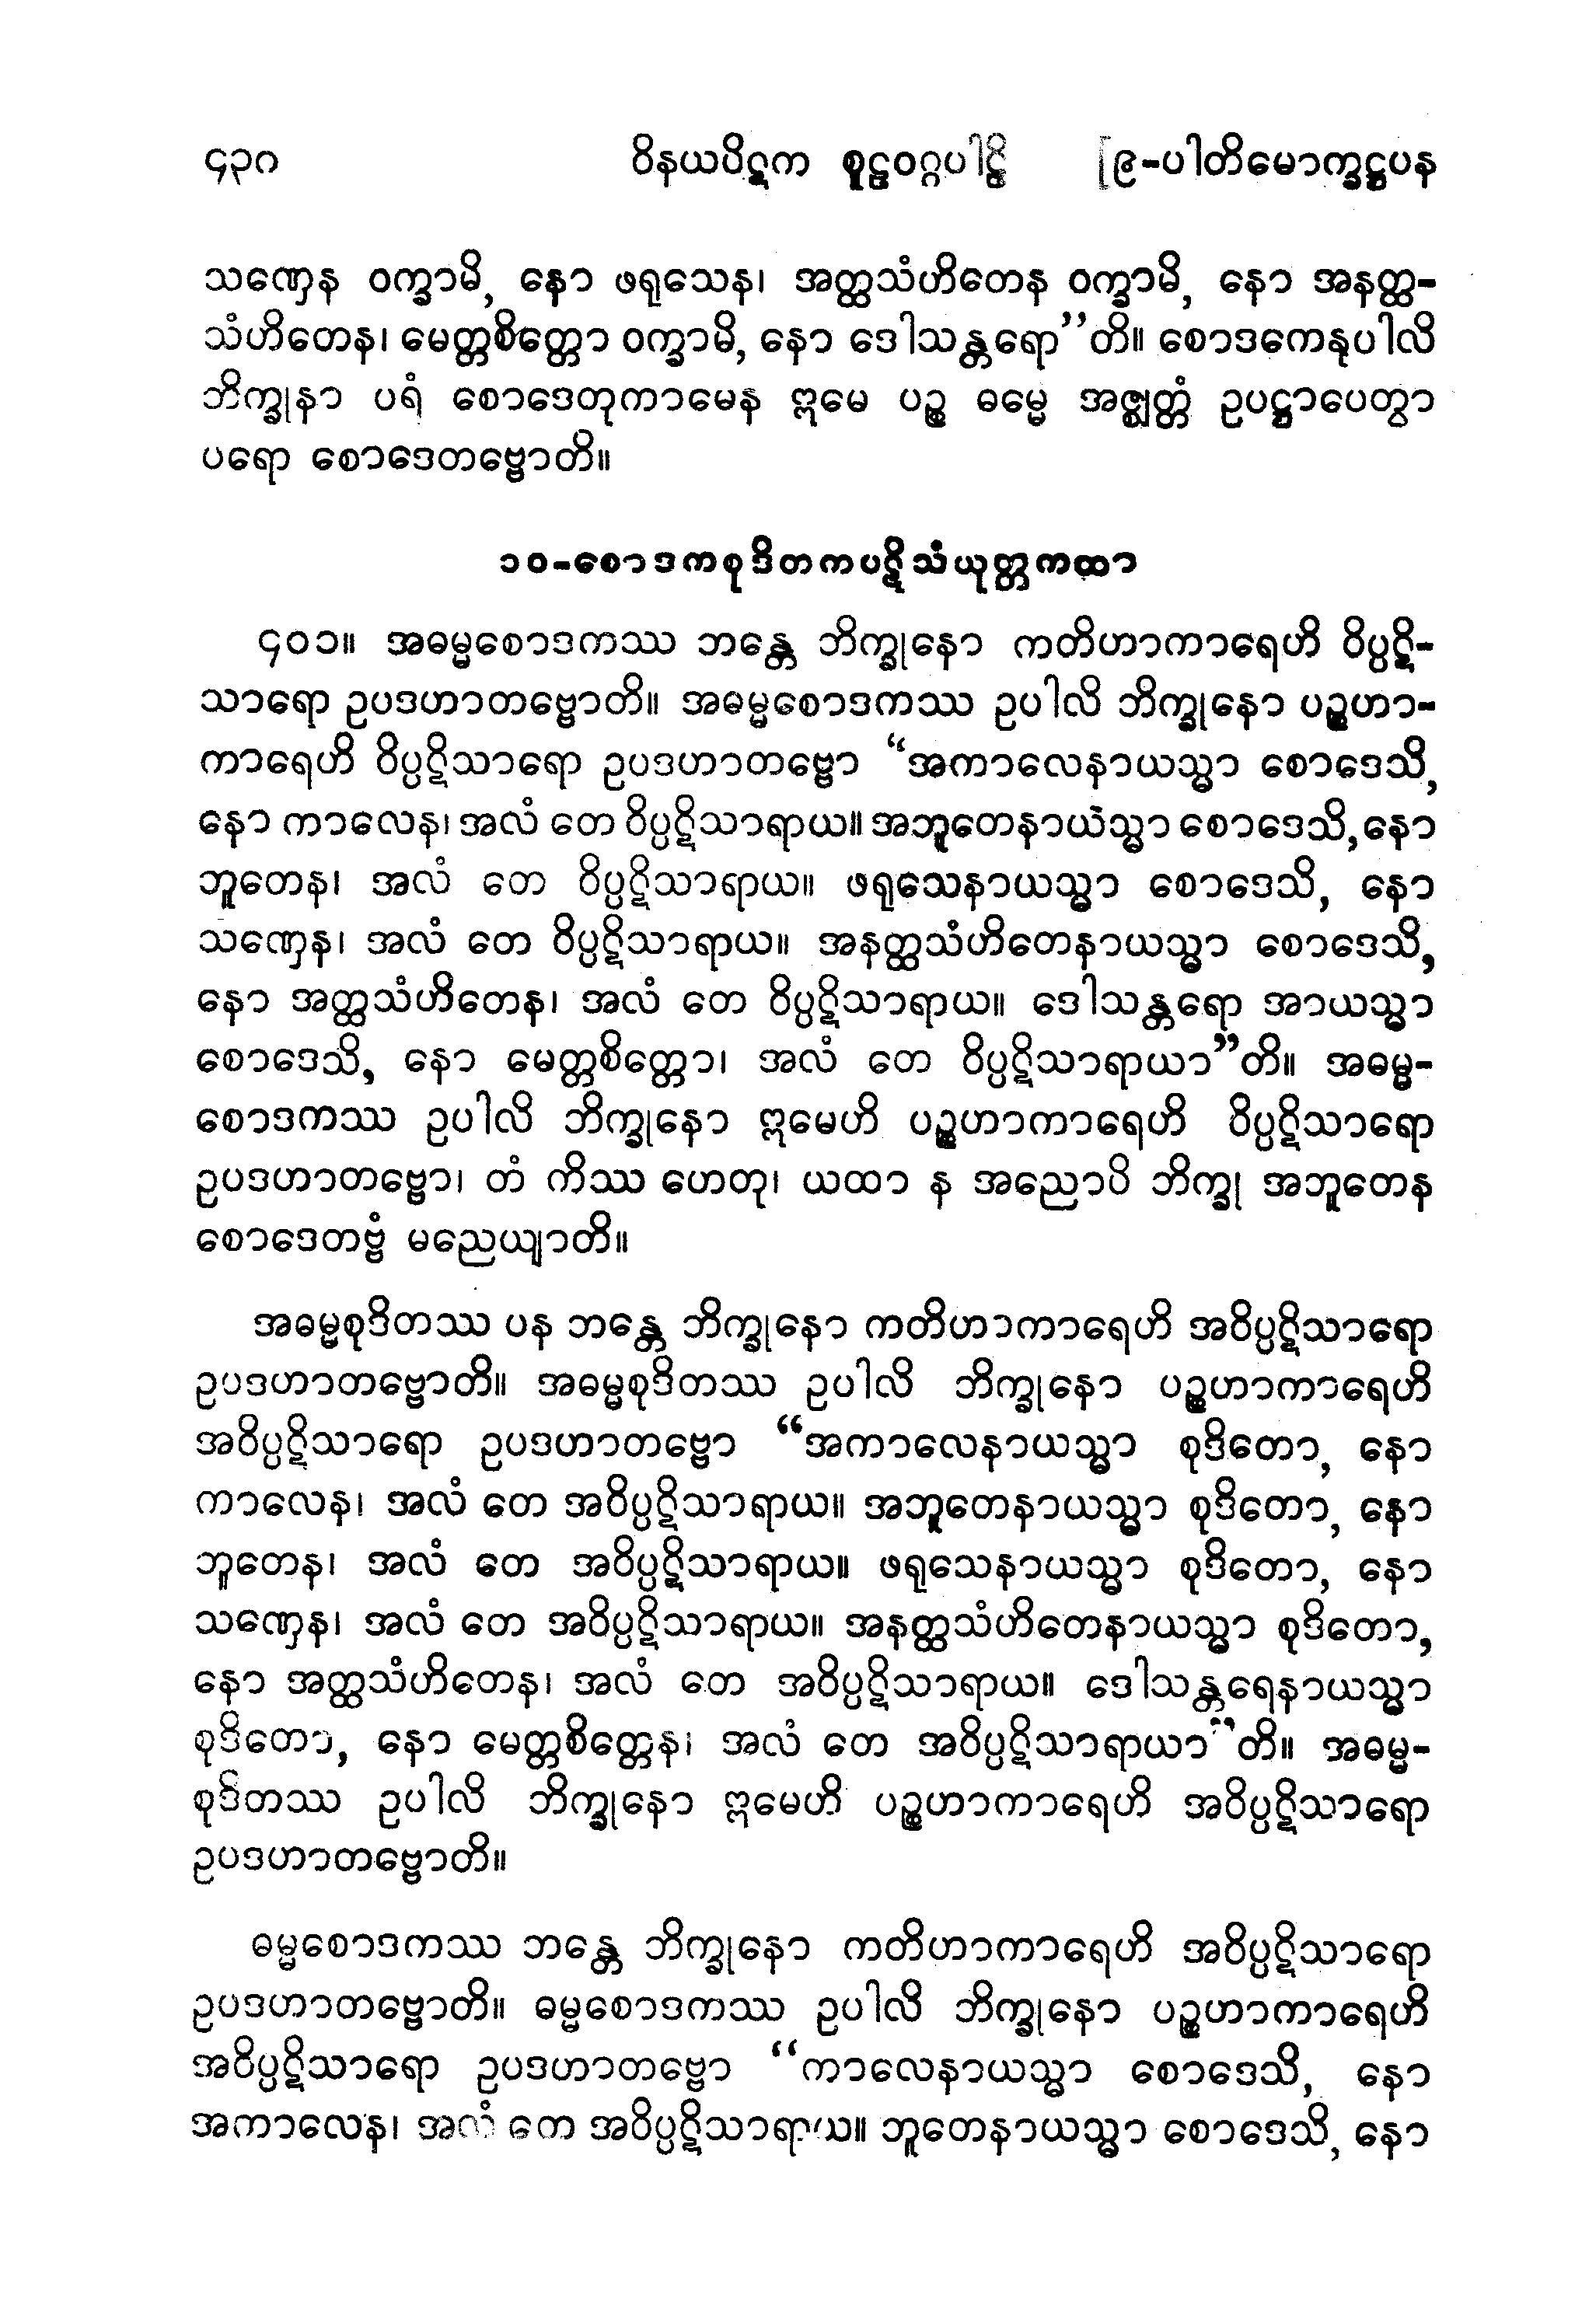 ၄၃၈ ဝိနယပိဋက စူဠဝဂ္ဂပါဠိ [၉-ပါတိမောက္ခဋ္ဌပန
သဏှေန ဝက္ခာမိ, နော ဖရုသေန၊ အတ္ထသံဟိတေန ဝက္ခာမိ, နော အနတ္ထ-
သံဟိတေန၊ မေတ္တစိတ္တော ဝက္ခာမိ, နော ဒေါသန္တရော’’တိ။ စောဒကေနုပါလိ
ဘိက္ခုနာ ပရံ စောဒေတုကာမေန ဣမေ ပဉ္စ ဓမ္မေ အဇ္ဈတ္တံ ဥပဋ္ဌာပေတွာ
ပရော စောဒေတဗ္ဗောတိ။
၁၀-စောဒကစုဒိတကပဋိသံယုတ္တကထာ
၄၀၁။ အဓမ္မစောဒကဿ ဘန္တေ ဘိက္ခုနော ကတိဟာကာရေဟိ ဝိပ္ပဋိ-
သာရော ဥပဒဟာတဗ္ဗောတိ။ အဓမ္မစောဒကဿ ဥပါလိ ဘိက္ခုနော ပဉ္စဟာ-
ကာရေဟိ ဝိပ္ပဋိသာရော ဥပဒဟာတဗ္ဗော “အကာလေနာယသ္မာ စောဒေသိ,
နော ကာလေန၊ အလံ တေ ဝိပ္ပဋိသာရာယ။ အဘူတေနာယသ္မာ စောဒေသိ, နော
ဘူတေန၊ အလံ တေ ဝိပ္ပဋိသာရာယ။ ဖရုသေနာယသ္မာ စောဒေသိ, နော
သဏှေန၊ အလံ တေ ဝိပ္ပဋိသာရာယ။ အနတ္ထသံဟိတေနာယသ္မာ စောဒေသိ,
နော အတ္ထသံဟိတေန၊ အလံ တေ ဝိပ္ပဋိသာရာယ။ ဒေါသန္တရော အာယသ္မာ
စောဒေသိ, နော မေတ္တစိတ္တော၊ အလံ တေ ဝိပ္ပဋိသာရာယာ”တိ။ အဓမ္မ-
စောဒကဿ ဥပါလိ ဘိက္ခုနော ဣမေဟိ ပဉ္စဟာကာရေဟိ ဝိပ္ပဋိသာရော
ဥပဒဟာတဗ္ဗော၊ တံ ကိဿ ဟေတု၊ ယထာ န အညောပိ ဘိက္ခု အဘူတေန
စောဒေတဗ္ဗံ မညေယျာတိ။
အဓမ္မစုဒိတဿ ပန ဘန္တေ ဘိက္ခုနော ကတိဟာကာရေဟိ အဝိပ္ပဋိသာရော
ဥပဒဟာတဗ္ဗောတိ။ အဓမ္မစုဒိတဿ ဥပါလိ ဘိက္ခုနော ပဉ္စဟာကာရေဟိ
အဝိပ္ပဋိသာရော ဥပဒဟာတဗ္ဗော “အကာလေနာယသ္မာ စုဒိတော, နော
ကာလေန၊ အလံ တေ အဝိပ္ပဋိသာရာယ။ အဘူတေနာယသ္မာ စုဒိတော, နော
ဘူတေန၊ အလံ တေ အဝိပ္ပဋိသာရာယ။ ဖရုသေနာယသ္မာ စုဒိတော, နော
သဏှေန၊ အလံ တေ အဝိပ္ပဋိသာရာယ။ အနတ္ထသံဟိတေနာယသ္မာ စုဒိတော,
နော အတ္ထသံဟိတေန၊ အလံ တေ အဝိပ္ပဋိသာရာယ။ ဒေါသန္တရေနာယသ္မာ
စုဒိတော, နော မေတ္တစိတ္တေန၊ အလံ တေ အဝိပ္ပဋိသာရာယာ”တိ။ အဓမ္မ-
စုဒိတဿ ဥပါလိ ဘိက္ခုနော ဣမေဟိ ပဉ္စဟာကာရေဟိ အဝိပ္ပဋိသာရော
ဥပဒဟာတဗ္ဗောတိ။
ဓမ္မစောဒကဿ ဘန္တေ ဘိက္ခုနော ကတိဟာကာရေဟိ အဝိပ္ပဋိသာရော
ဥပဒဟာတဗ္ဗောတိ။ ဓမ္မစောဒကဿ ဥပါလိ ဘိက္ခုနော ပဉ္စဟာကာရေဟိ
အဝိပ္ပဋိသာရော ဥပဒဟာတဗ္ဗော “ကာလေနာယသ္မာ စောဒေသိ, နော
အကာလေန၊ အလံ တေ အဝိပ္ပဋိသာရာယ။ ဘူတေနာယသ္မာ စောဒေသိ, နော